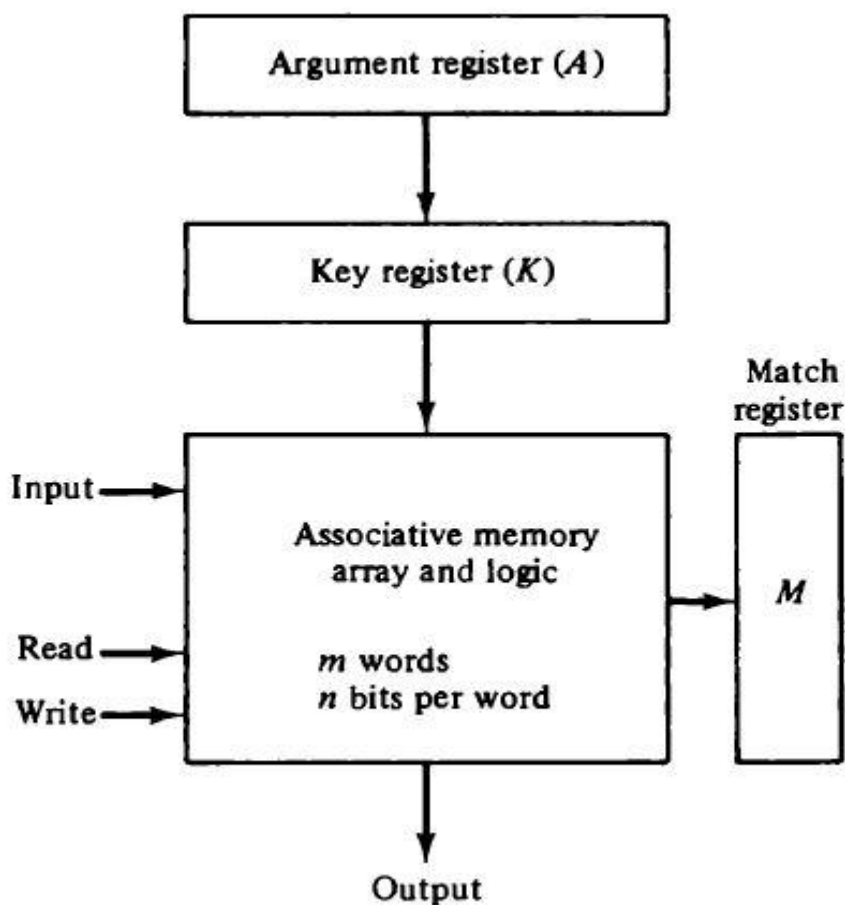 Argument register (A)
Key register (K)
Match
register
Input
Associative memory
array and logic
M
Read
m words
n bits per word
Write
Output